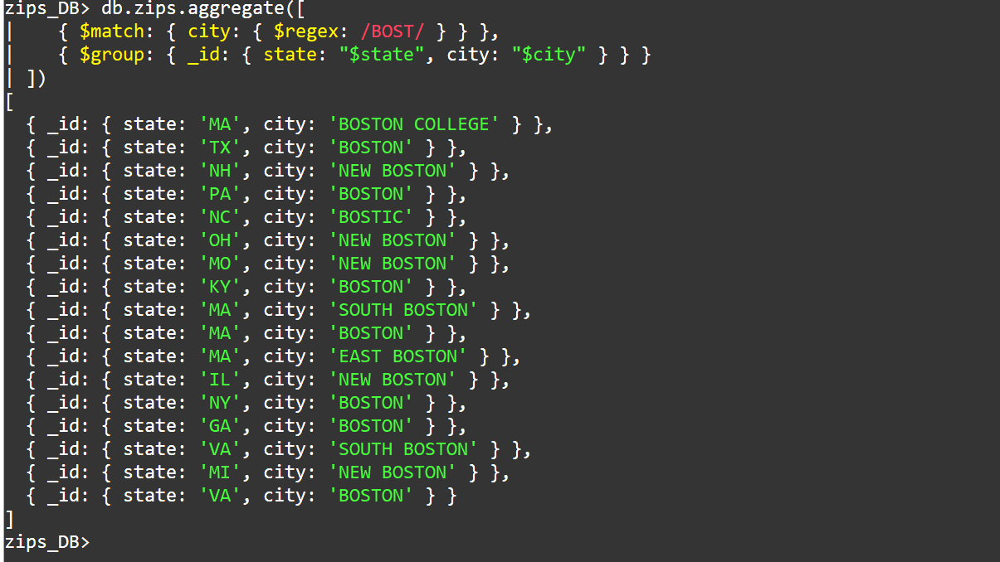 zips_DB> db.zips.aggregate([
|    { $match: { city: { $regex: /BOST/ } } },
|    { $group: { _id: { state: "$state", city: "$city" } } }
| ])
[
  { _id: { state: 'MA', city: 'BOSTON COLLEGE' } },
  { _id: { state: 'TX', city: 'BOSTON' } },
  { _id: { state: 'NH', city: 'NEW BOSTON' } },
  { _id: { state: 'PA', city: 'BOSTON' } },
  { _id: { state: 'NC', city: 'BOSTIC' } },
  { _id: { state: 'OH', city: 'NEW BOSTON' } },
  { _id: { state: 'MO', city: 'NEW BOSTON' } },
  { _id: { state: 'KY', city: 'BOSTON' } },
  { _id: { state: 'MA', city: 'SOUTH BOSTON' } },
  { _id: { state: 'MA', city: 'BOSTON' } },
  { _id: { state: 'MA', city: 'EAST BOSTON' } },
  { _id: { state: 'IL', city: 'NEW BOSTON' } },
  { _id: { state: 'NY', city: 'BOSTON' } },
  { _id: { state: 'GA', city: 'BOSTON' } },
  { _id: { state: 'VA', city: 'SOUTH BOSTON' } },
  { _id: { state: 'MI', city: 'NEW BOSTON' } },
  { _id: { state: 'VA', city: 'BOSTON' } }
]
zips_DB>